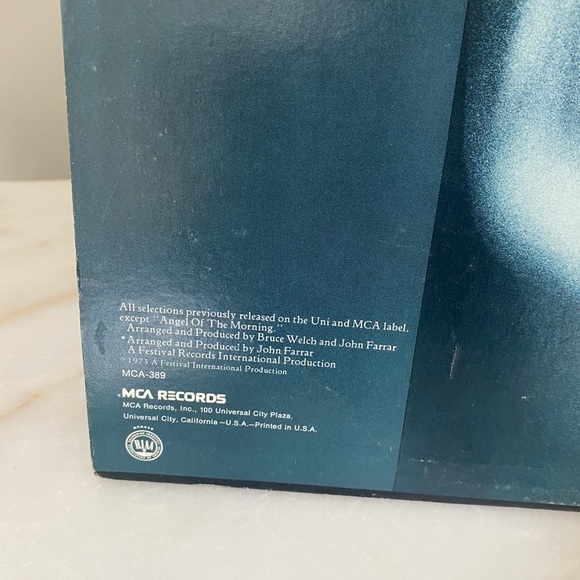 All selections previously released on the Uni and MCA label,
except "Angel Of The Morning."
Arranged and Produced by Bruce Welch and John Farrar
*Arranged and Produced by John Farrar
A Festival Records International Production
℗ 1973 A Festival International Production
MCA-389
MCA RECORDS
MCA Records, Inc., 100 Universal City Plaza,
Universal City, California—U.S.A.—Printed in U.S.A.
MEMBER
RIAA